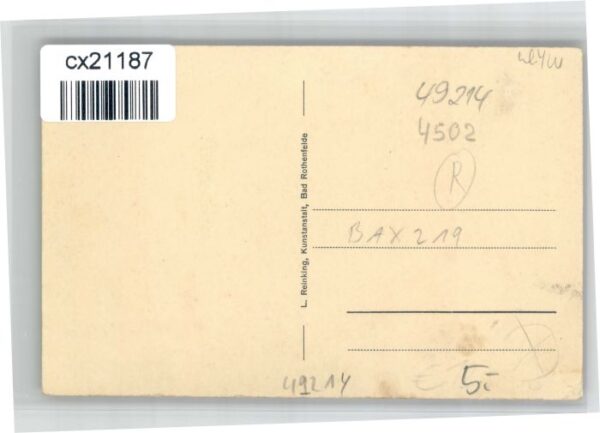 cx21187
49214
4502
R
L. Reinking, Kunstanstalt, Bad Rothenfelde
BAX219
49214
5.-